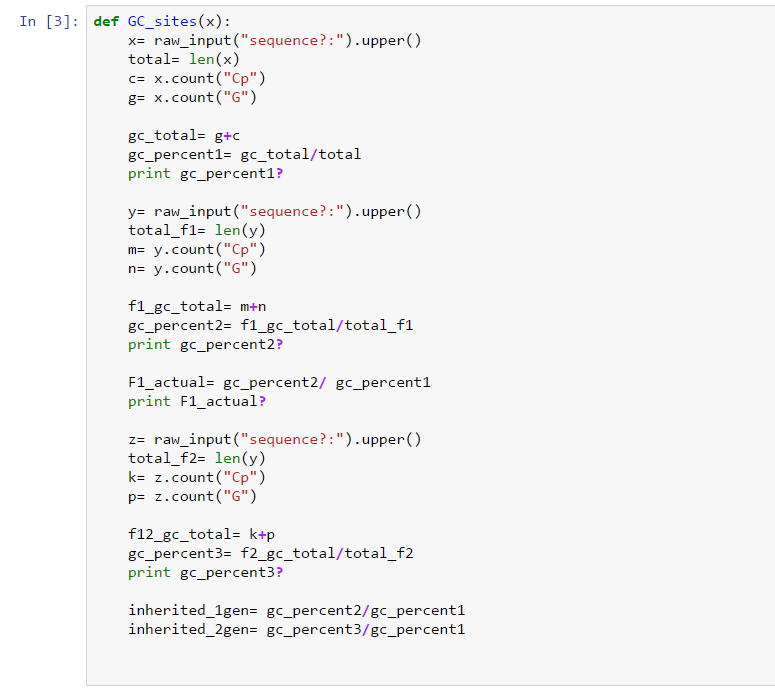 In [3]: def GC_sites(x):
x= raw_input("sequence?:").upper()
total= len(x)
c= x.count("Cp")
g= x.count("G")
gc_total= g+c
gc_percent1= gc_total/total
print gc_percent1?
y= raw_input("sequence?:").upper()
total_f1= len(y)
m= y.count("Cp")
n= y.count("G")
f1_gc_total= m+n
gc_percent2= f1_gc_total/total_f1
print gc_percent2?
F1_actual= gc_percent2/ gc_percent1
print F1_actual?
z= raw_input("sequence?:").upper()
total_f2= len(y)
k= z.count("Cp")
p= z.count("G")
f12_gc_total= k+p
gc_percent3= f2_gc_total/total_f2
print gc_percent3?
inherited_1gen= gc_percent2/gc_percent1
inherited_2gen= gc_percent3/gc_percent1